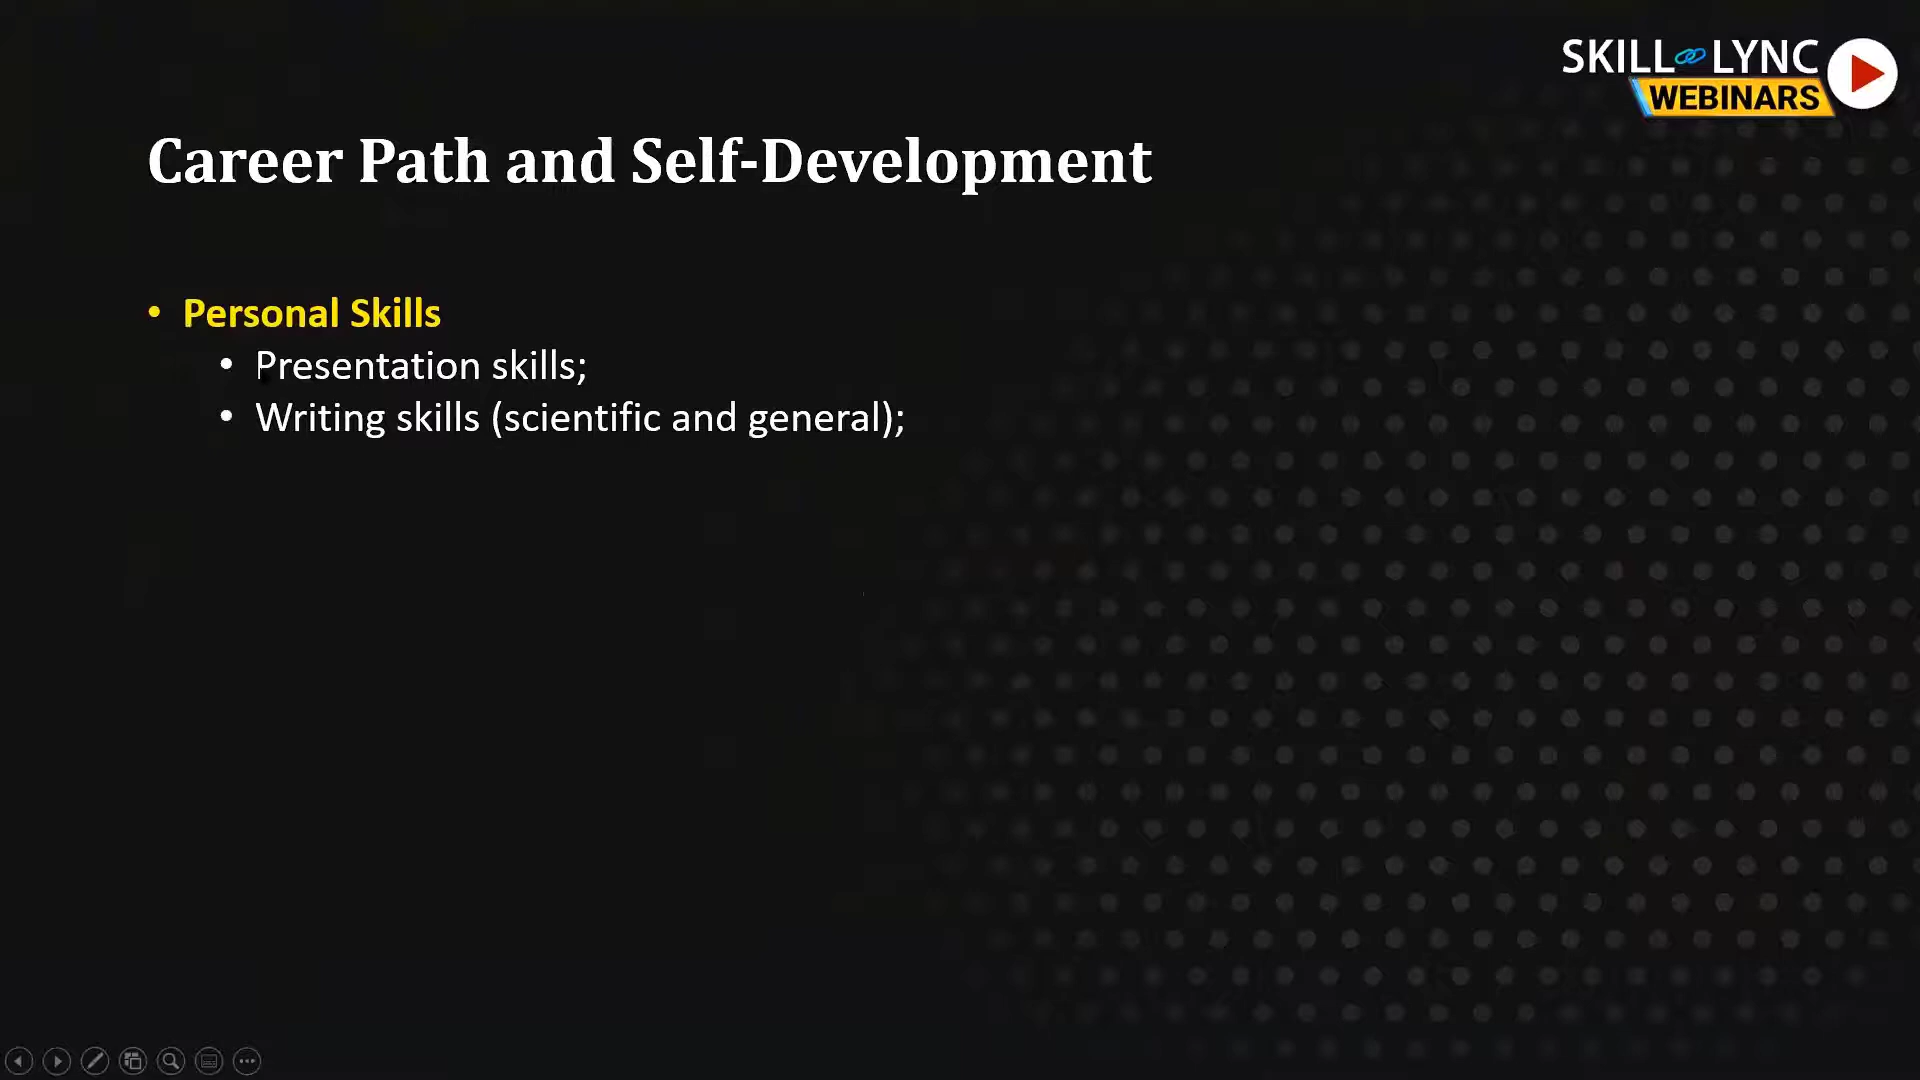 SKILL LYNC
WEBINARS
Career Path and Self-Development
• Personal Skills
• Presentation skills;
• Writing skills (scientific and general);